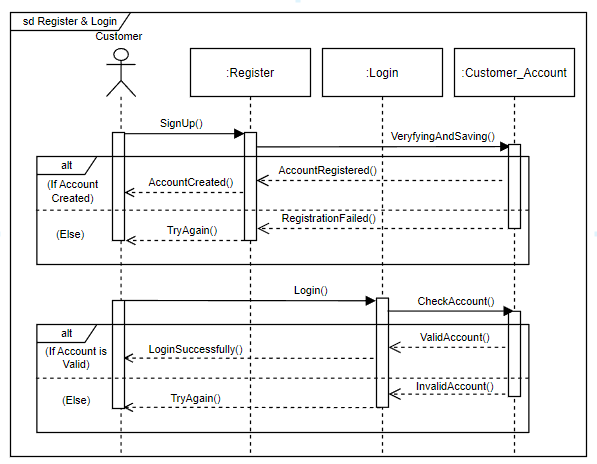 sd Register & Login
Customer
:Register
:Login
:Customer_Account
SignUp()
VeryfyingAndSaving()
alt
AccountRegistered()
(If Account
Created)
AccountCreated()
RegistrationFailed()
(Else)
TryAgain()
Login()
CheckAccount()
alt
ValidAccount()
(If Account is
Valid)
LoginSuccessfully()
InvalidAccount()
(Else)
TryAgain()